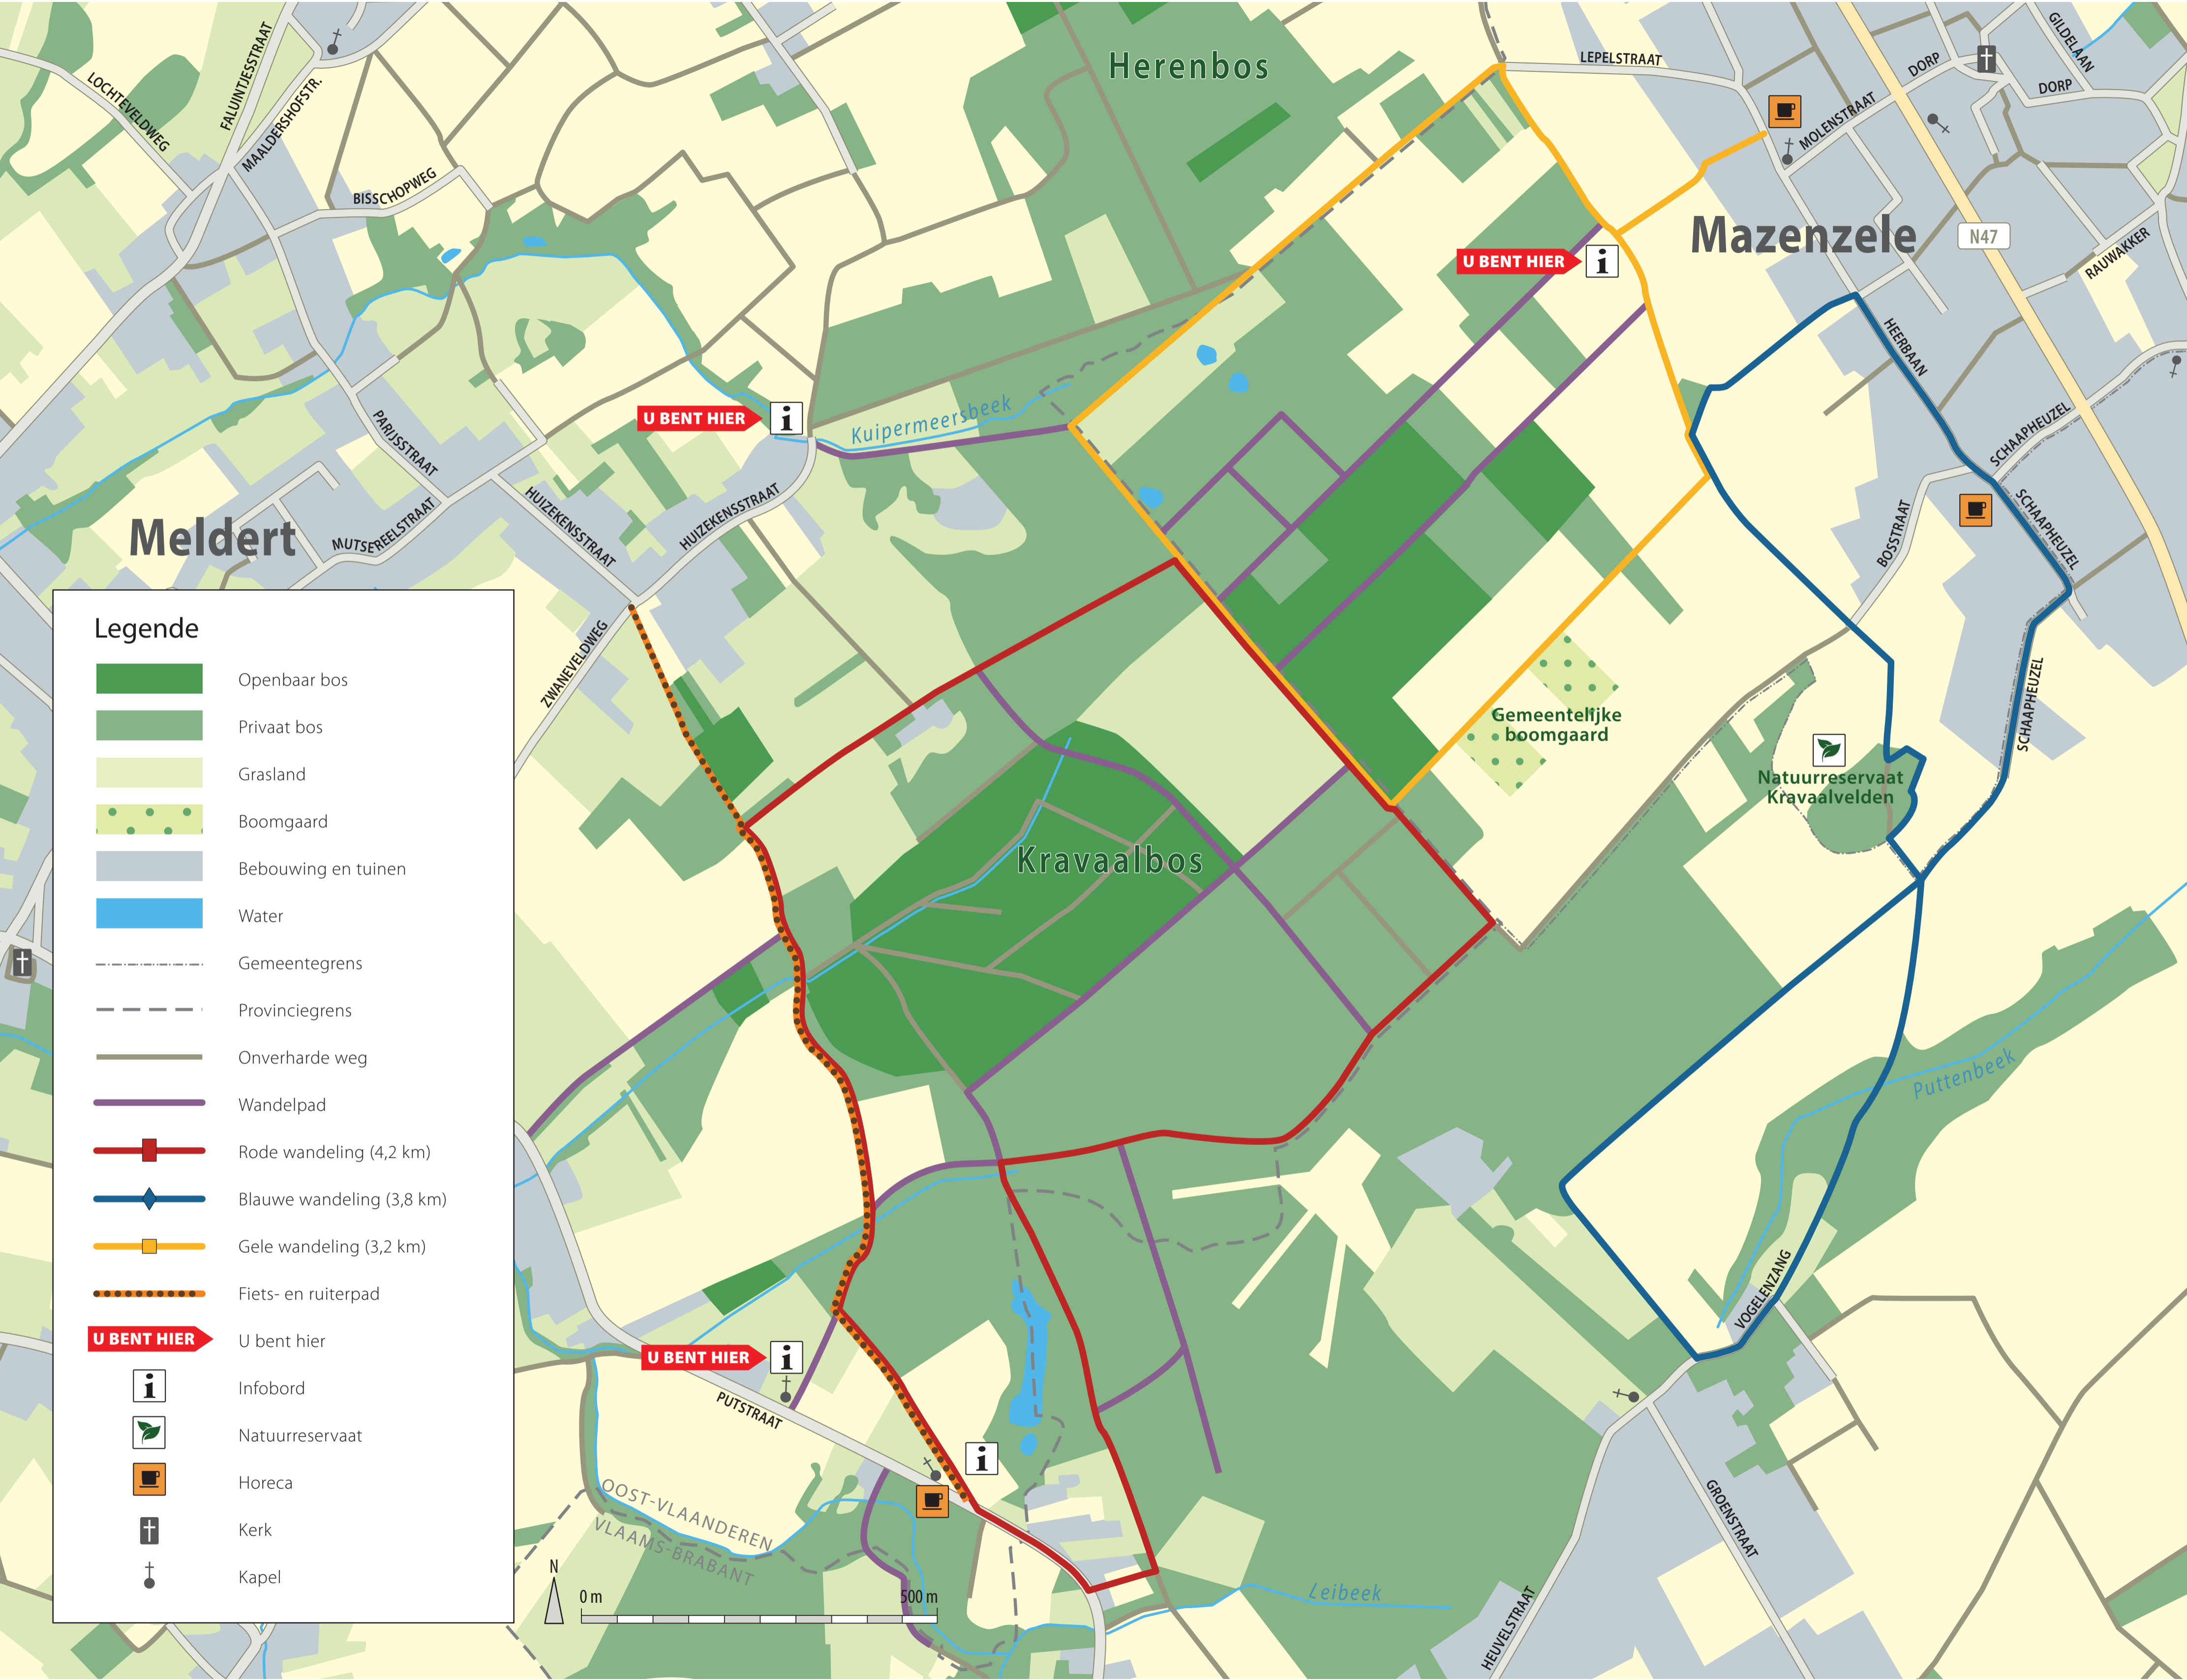 Herenbos
LEPELSTRAAT
DORP
GILDELAAN
DORP
MOLENSTRAAT
LOCHTEVELDWEG
FALUINTJESSTRAAT
MAALDERSHOFSTR.
BISSCHOPWEG
Mazenzele
N47
RAUWAKKER
U BENT HIER
i
HEERBAAN
U BENT HIER
i
Kuipermeersbeek
PARIJSSTRAAT
SCHAAPHEUZEL
SCHAAPHEUZEL
BOSSTRAAT
Meldert
MUTSEREELSTRAAT
HUIZEKENSSTRAAT
HUIZEKENSSTRAAT
ZWANEVELDWEG
SCHAAPHEUZEL
Gemeentelijke
boomgaard
Natuurreservaat
Kravaalvelden
Kravaalbos
Puttenbeek
VOGELENZANG
U BENT HIER
i
PUTSTRAAT
i
OOST-VLAANDEREN
VLAAMS-BRABANT
GROENSTRAAT
HEUVELSTRAAT
Leibeek
N
0 m
500 m
Legende
Openbaar bos
Privaat bos
Grasland
Boomgaard
Bebouwing en tuinen
Water
Gemeentegrens
Provinciegrens
Onverharde weg
Wandelpad
Rode wandeling (4,2 km)
Blauwe wandeling (3,8 km)
Gele wandeling (3,2 km)
Fiets- en ruiterpad
U BENT HIER U bent hier
i Infobord
Natuurreservaat
Horeca
Kerk
Kapel